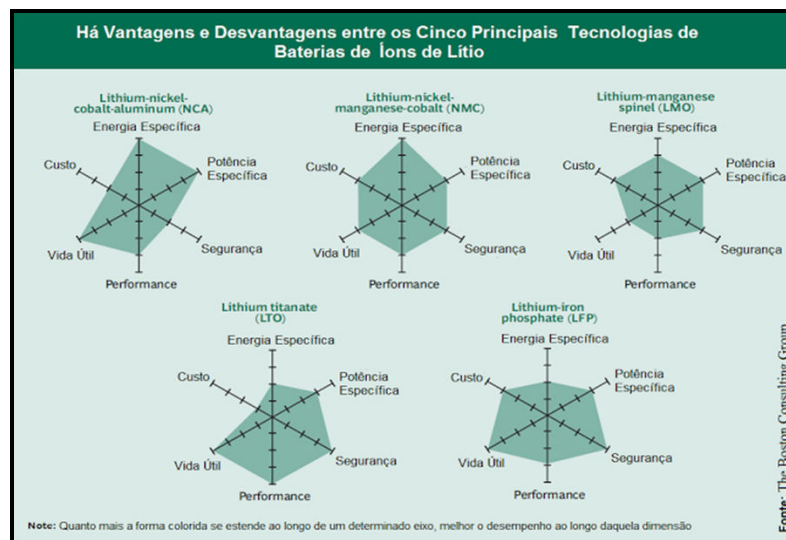 Há Vantagens e Desvantagens entre os Cinco Principais Tecnologias de
Baterias de Íons de Lítio
Lithium-nickel-
cobalt-aluminum (NCA)
Energia Específica
Custo
Potência
Específica
Vida Útil
Segurança
Performance
Lithium-nickel-
manganese-cobalt (NMC)
Energia Específica
Custo
Potência
Específica
Vida Útil
Segurança
Performance
Lithium-manganese
spinel (LMO)
Energia Específica
Custo
Potência
Específica
Vida Útil
Segurança
Performance
Lithium titanate
(LTO)
Energia Específica
Custo
Potência
Específica
Vida Útil
Segurança
Performance
Lithium-iron
phosphate (LFP)
Energia Específica
Custo
Potência
Específica
Vida Útil
Segurança
Performance
Fonte: The Boston Consulting Group
Note: Quanto mais a forma colorida se estende ao longo de um determinado eixo, melhor o desempenho ao longo daquela dimensão